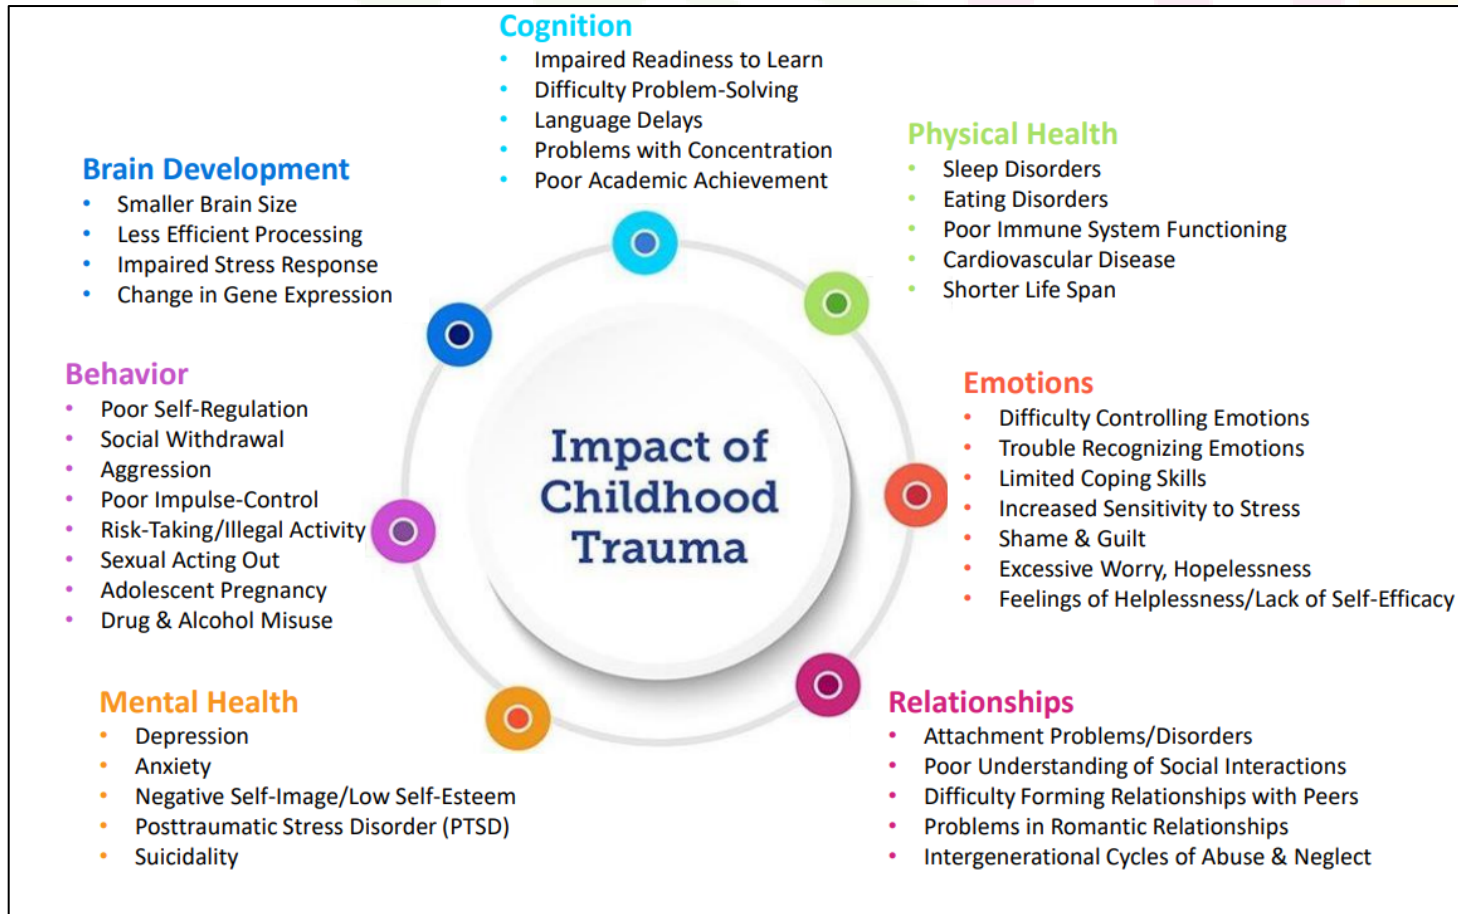 Cognition
• Impaired Readiness to Learn
• Difficulty Problem-Solving
• Language Delays
• Problems with Concentration
• Poor Academic Achievement
Physical Health
• Sleep Disorders
• Eating Disorders
• Poor Immune System Functioning
• Cardiovascular Disease
• Shorter Life Span
Emotions
• Difficulty Controlling Emotions
• Trouble Recognizing Emotions
• Limited Coping Skills
• Increased Sensitivity to Stress
• Shame & Guilt
• Excessive Worry, Hopelessness
• Feelings of Helplessness/Lack of Self-Efficacy
Relationships
• Attachment Problems/Disorders
• Poor Understanding of Social Interactions
• Difficulty Forming Relationships with Peers
• Problems in Romantic Relationships
• Intergenerational Cycles of Abuse & Neglect
Mental Health
• Depression
• Anxiety
• Negative Self-Image/Low Self-Esteem
• Posttraumatic Stress Disorder (PTSD)
• Suicidality
Behavior
• Poor Self-Regulation
• Social Withdrawal
• Aggression
• Poor Impulse-Control
• Risk-Taking/Illegal Activity
• Sexual Acting Out
• Adolescent Pregnancy
• Drug & Alcohol Misuse
Brain Development
• Smaller Brain Size
• Less Efficient Processing
• Impaired Stress Response
• Change in Gene Expression
Impact of
Childhood
Trauma